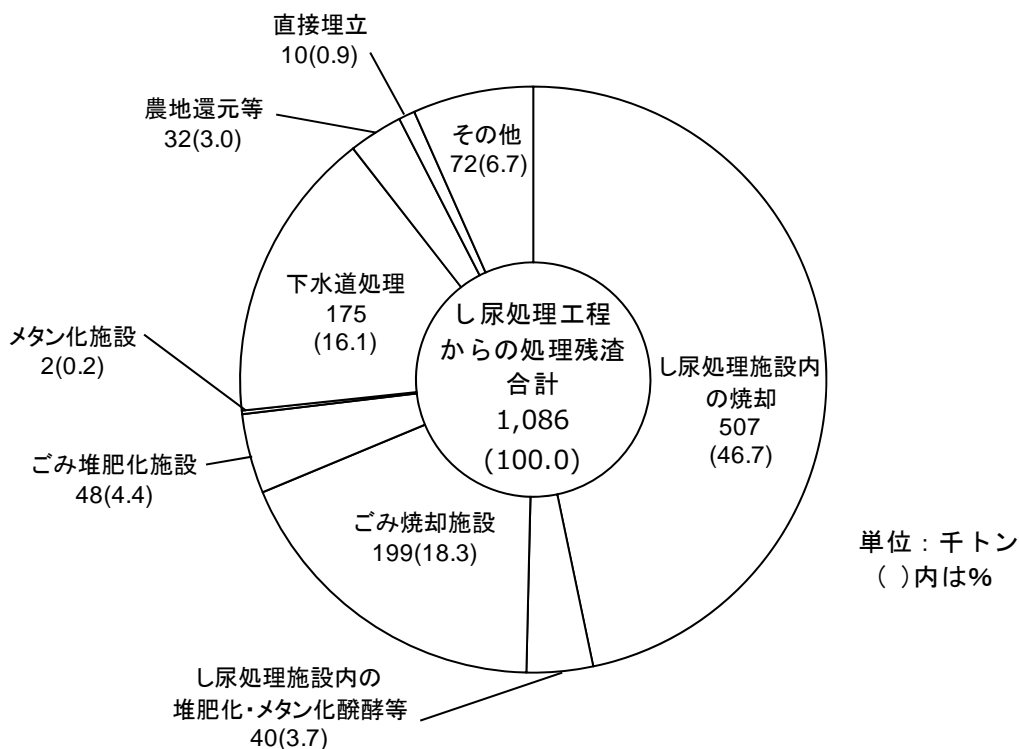 直接埋立
10(0.9)
農地還元等
32(3.0)
その他
72(6.7)
下水道処理
175
(16.1)
メタン化施設
2(0.2)
し尿処理工程
からの処理残渣
合計
1,086
(100.0)
し尿処理施設内
の焼却
507
(46.7)
ごみ堆肥化施設
48(4.4)
ごみ焼却施設
199(18.3)
単位：千トン
( )内は%
し尿処理施設内の
堆肥化・メタン化醗酵等
40(3.7)